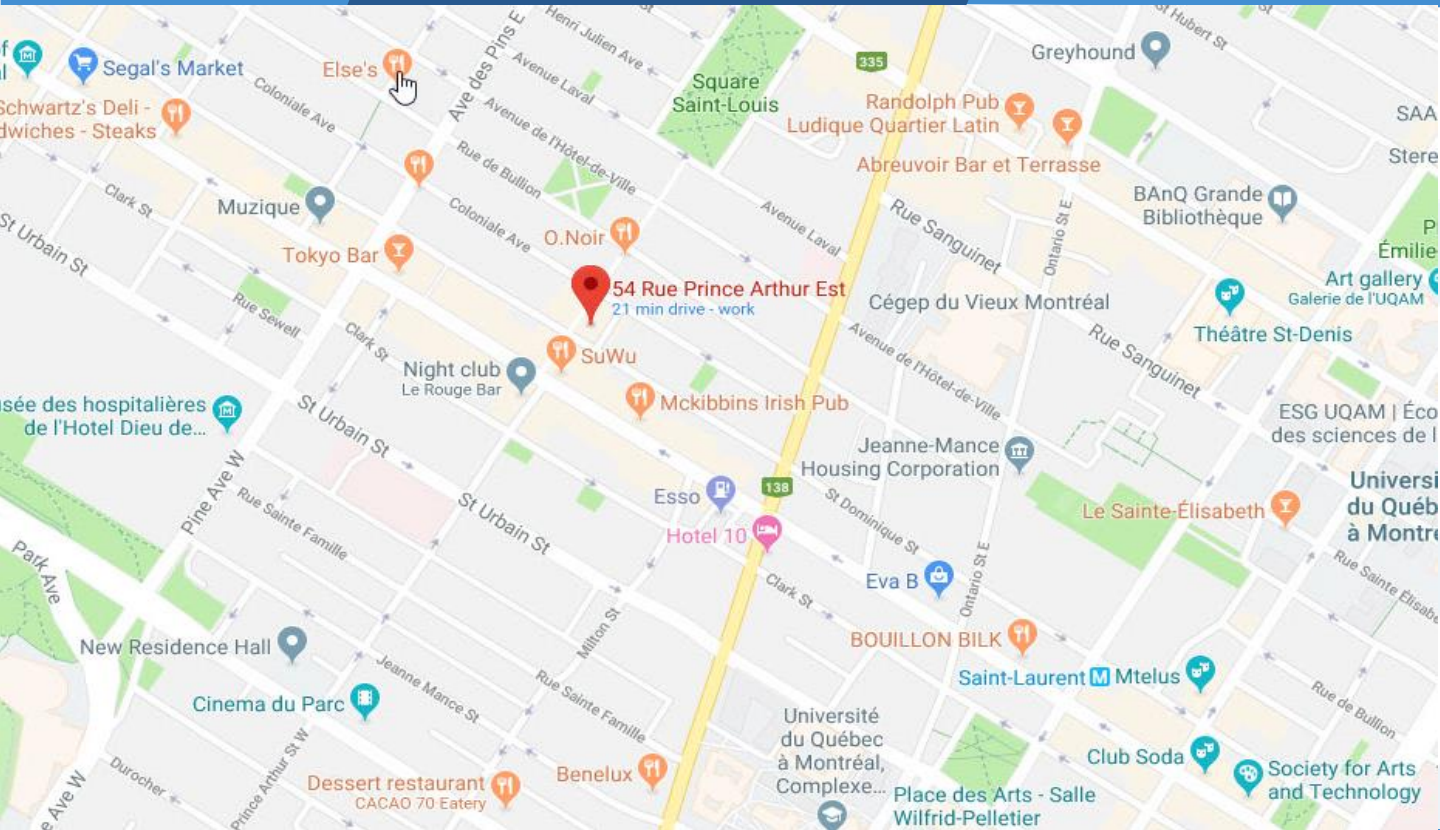 St Hubert St
Henri Julien Ave
Greyhound
335
Segal's Market
Else's
Ave des Pins E
Avenue Laval
Square
Saint-Louis
Coloniale Ave
Schwartz's Deli -
dwiches - Steaks
Avenue de l'Hôtel-de-Ville
Randolph Pub
Ludique Quartier Latin
SAA
Rue de Bullion
Abreuvoir Bar et Terrasse
Stere
Clark St
Muzique
Coloniale Ave
Avenue Laval
Rue Sanguinet
Ontario St E
BAnQ Grande
Bibliothèque
St Urbain St
Tokyo Bar
O.Noir
P
Émilie
54 Rue Prince Arthur Est
21 min drive - work
Cégep du Vieux Montréal
Art gallery
Galerie de l'UQAM
Rue Sewell
Clark St
SuWu
Avenue de l'Hôtel-de-Ville
Rue Sanguinet
Théâtre St-Denis
Night club
Le Rouge Bar
Mckibbins Irish Pub
usée des hospitalières
de l'Hotel Dieu de...
St Urbain St
ESG UQAM | Éco
des sciences de l
Jeanne-Mance
Housing Corporation
Pine Ave W
Rue Sainte Famille
St Urbain St
Esso
138
St Dominique St
Universi
du Québ
à Montré
Le Sainte-Élisabeth
Hotel 10
Park Ave
Clark St
Eva B
Ontario St E
Rue Sainte Élisab
New Residence Hall
Milton St
BOUILLON BILK
Jeanne Mance St
Rue Sainte Famille
Saint-Laurent M Mtelus
Cinema du Parc
Rue de Bullion
Université
du Québec
à Montréal,
Complexe...
Durocher
Prince Arthur St W
Club Soda
Dessert restaurant
CACAO 70 Eatery
Benelux
Society for Arts
and Technology
e Ave W
Place des Arts - Salle
Wilfrid-Pelletier